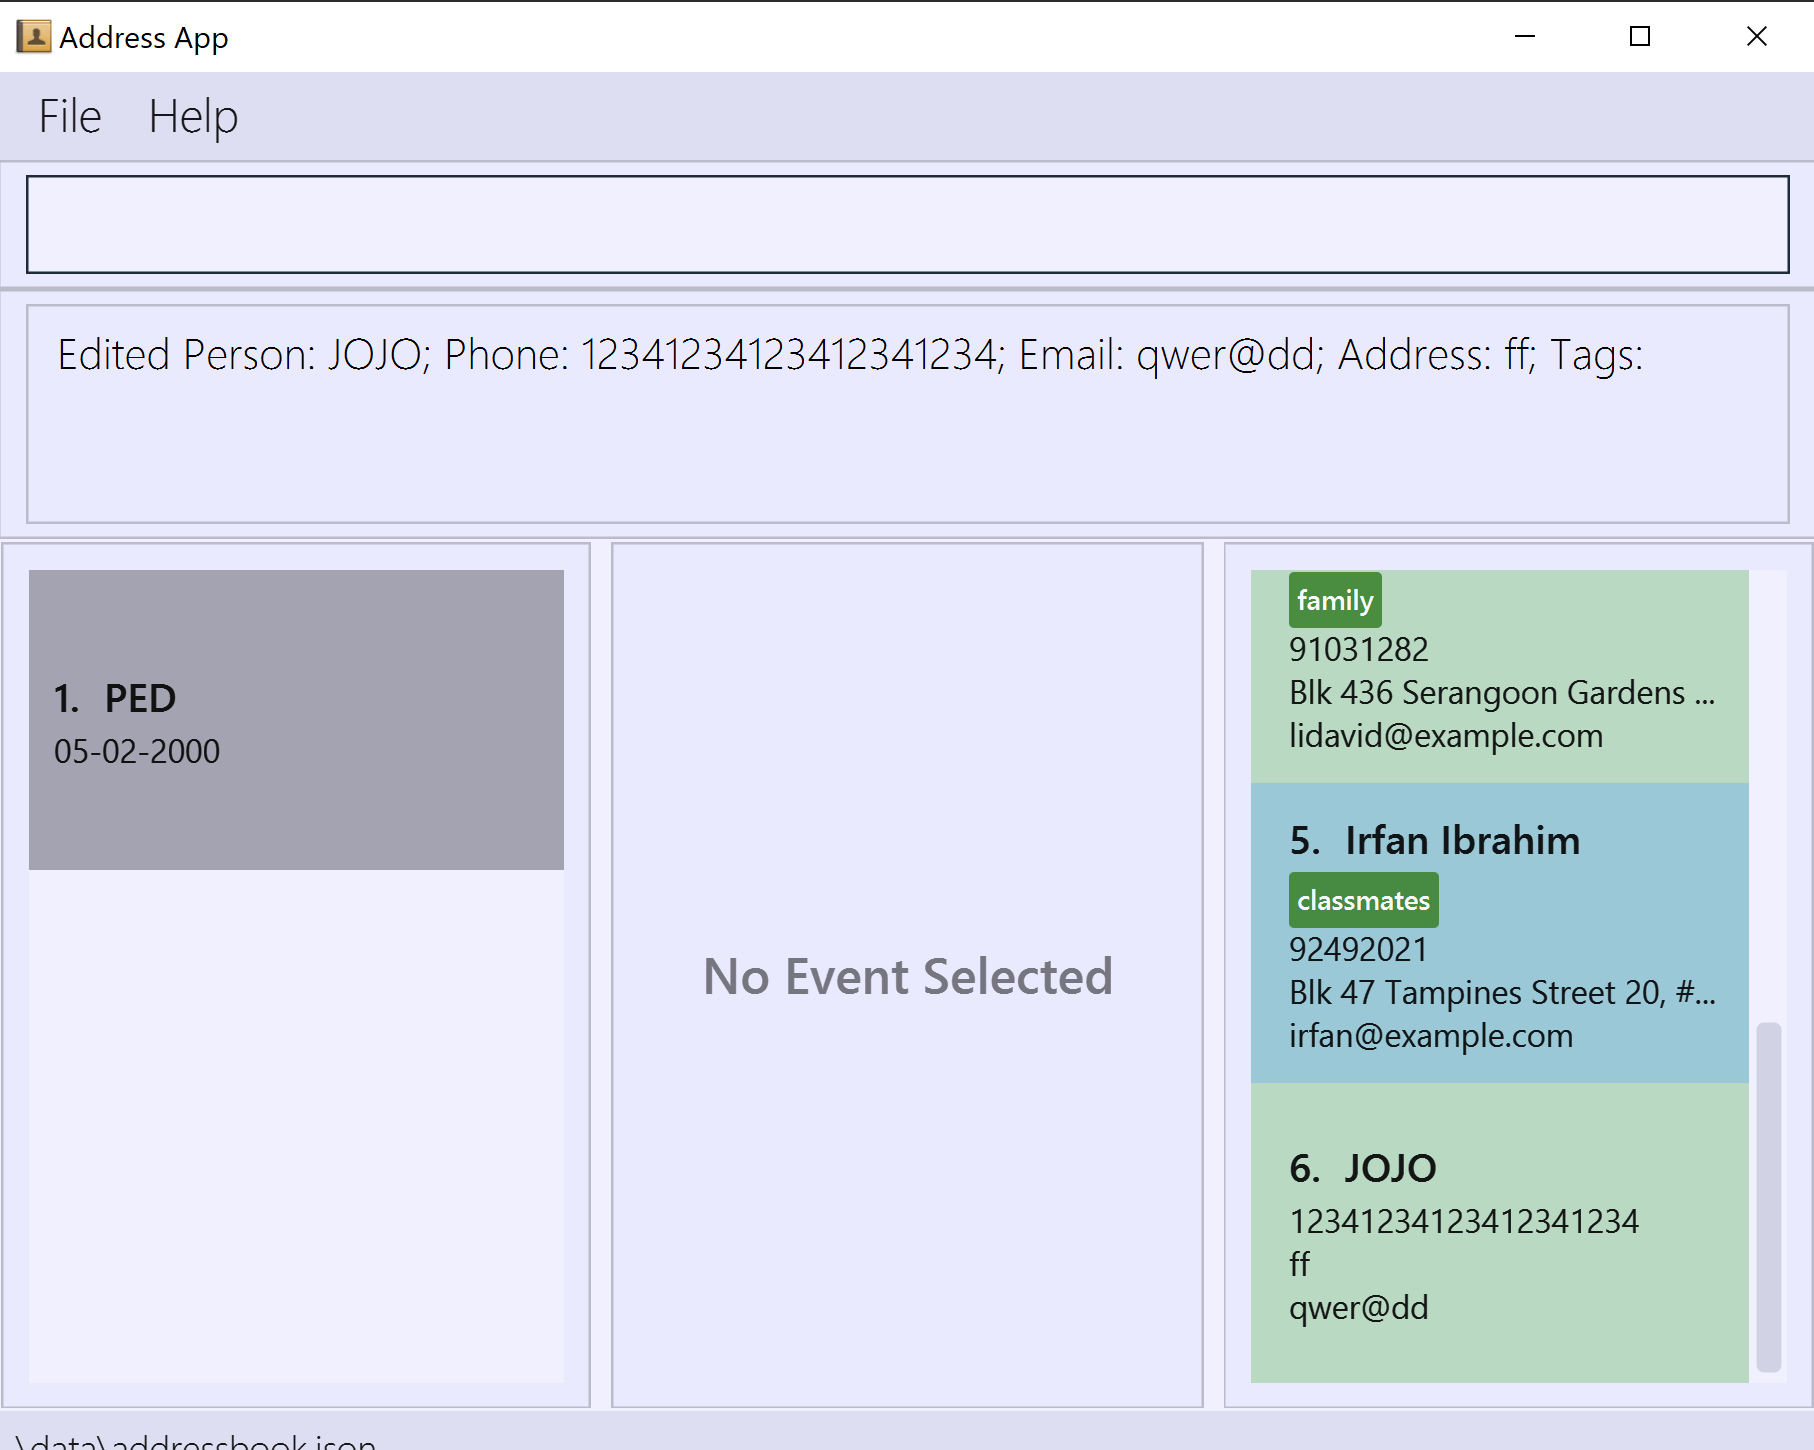 Address App
File Help
Edited Person: JOJO; Phone: 12341234123412341234; Email: qwer@dd; Address: ff; Tags:
1. PED
05-02-2000
No Event Selected
family
91031282
Blk 436 Serangoon Gardens ...
lidavid@example.com
5. Irfan Ibrahim
classmates
92492021
Blk 47 Tampines Street 20, #...
irfan@example.com
6. JOJO
12341234123412341234
ff
qwer@dd
\data\addressbook.json